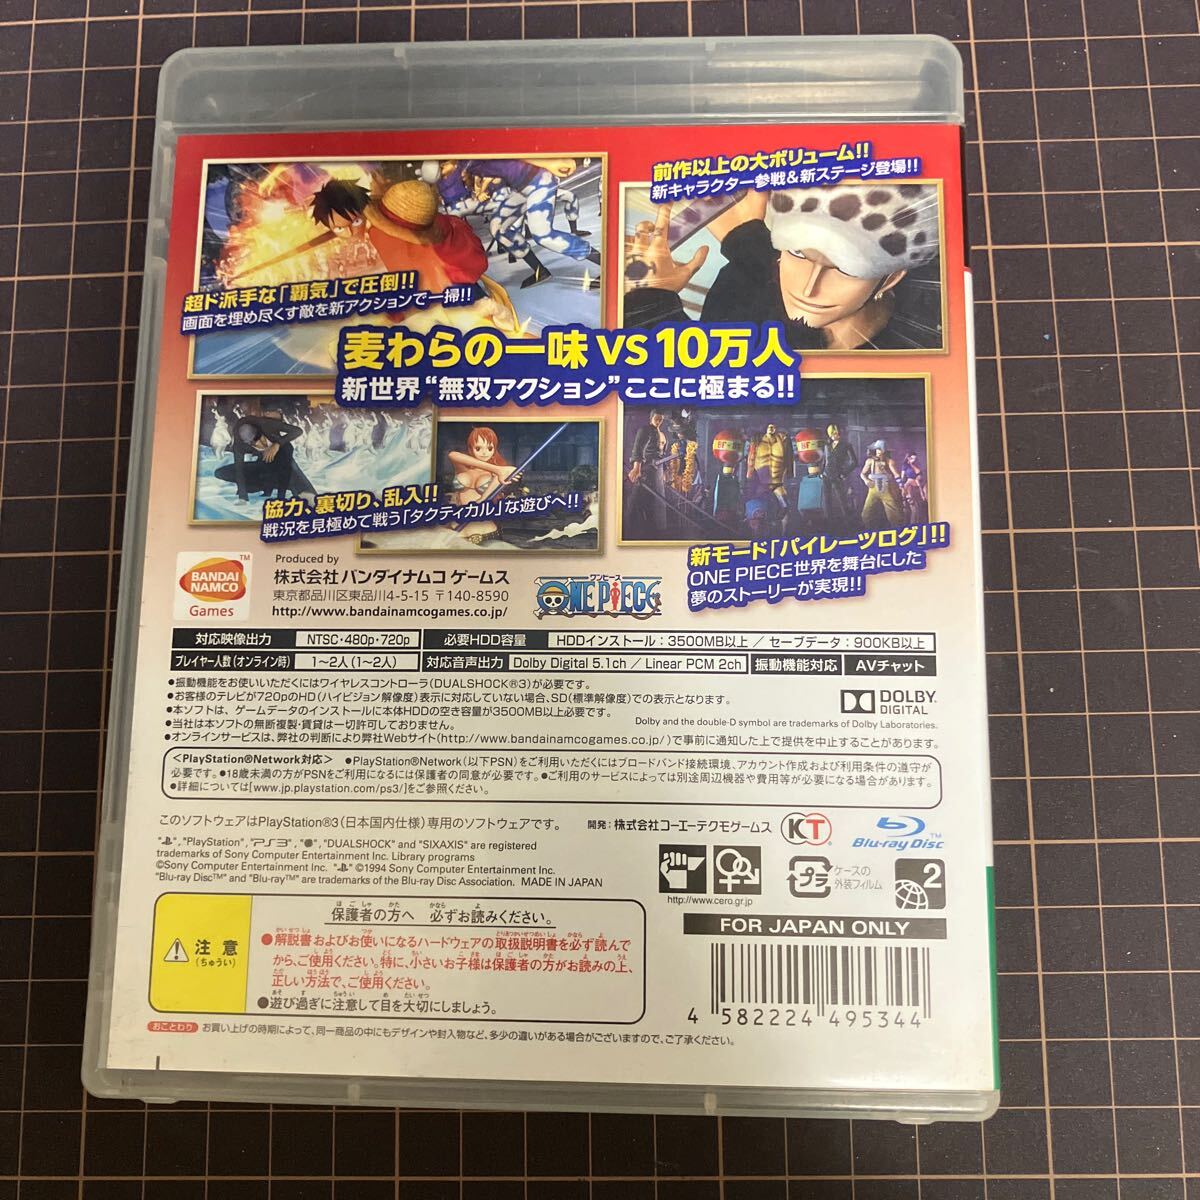 前作以上の大ボリューム!!
新キャラクター参戦&新ステージ登場!!
超ド派手な「覇気」で圧倒!!
画面を埋め尽くす敵を新アクションで一掃!!
麦わらの一味 VS 10万人
新世界“無双アクション”ここに極まる!!
協力、裏切り、乱入!!
戦況を見極めて戦う「タクティカル」な遊びへ!!
新モード「パイレーツログ」!!
ONE PIECE世界を舞台にした
夢のストーリーが実現!!
BANDAI
NAMCO
Games
TM
Produced by
株式会社 バンダイナムコ ゲームス
東京都品川区東品川4-5-15 〒140-8590
http://www.bandainamcogames.co.jp/
ワンピース
ONE PIECE
対応映像出力 NTSC・480p・720p 必要HDD容量 HDDインストール:3500MB以上 / セーブデータ:900KB以上
プレイヤー人数(オンライン時) 1〜2人(1〜2人) 対応音声出力 Dolby Digital 5.1ch / Linear PCM 2ch 振動機能対応 AVチャット
●振動機能をお使いいただくにはワイヤレスコントローラ(DUALSHOCK®3)が必要です。
●お客様のテレビが720pのHD(ハイビジョン解像度)表示に対応していない場合、SD(標準解像度)での表示となります。
●本ソフトは、ゲームデータのインストールに本体HDDの空き容量が3500MB以上必要です。
●当社は本ソフトの無断複製・賃貸は一切許可しておりません。
●オンラインサービスは、弊社の判断により弊社Webサイト(http://www.bandainamcogames.co.jp/)で事前に通知した上で提供を中止することがあります。
DOLBY
DIGITAL
Dolby and the double-D symbol are trademarks of Dolby Laboratories.
<PlayStation®Network対応> ●PlayStation®Network(以下PSN)をご利用いただくにはブロードバンド接続環境、アカウント作成および利用条件の遵守が
必要です。●18歳未満の方がPSNをご利用になるには保護者の同意が必要です。●ご利用のサービスによっては別途周辺機器や費用等が必要になる場合があります。
●詳細については[www.jp.playstation.com/ps3/]をご参照ください。
このソフトウェアはPlayStation®3(日本国内仕様)専用のソフトウェアです。
開発:株式会社コーエーテクモゲームス
KT
Blu-ray Disc
TM
"PlayStation", "PS3", "DUALSHOCK" and "SIXAXIS" are registered
trademarks of Sony Computer Entertainment Inc. Library programs
©Sony Computer Entertainment Inc. ©1994 Sony Computer Entertainment Inc.
"Blu-ray Disc™" and "Blu-ray™" are trademarks of the Blu-ray Disc Association. MADE IN JAPAN
http://www.cero.gr.jp
プラ
ケースの
外装フィルム
2
FOR JAPAN ONLY
4 582224 495344
注意
(ちゅうい)
保護者の方へ 必ずお読みください。
●解説書およびお使いになるハードウェアの取扱説明書を必ず読んで
から、ご使用ください。特に、小さいお子様は保護者の方がお読みの上、
正しい方法で、ご使用ください。
●遊び過ぎに注意して目を大切にしましょう。
おことわり お買い上げの時期によって、同一商品の中にもデザインや封入物など、多少の違いがある場合がございますので、ご了承ください。